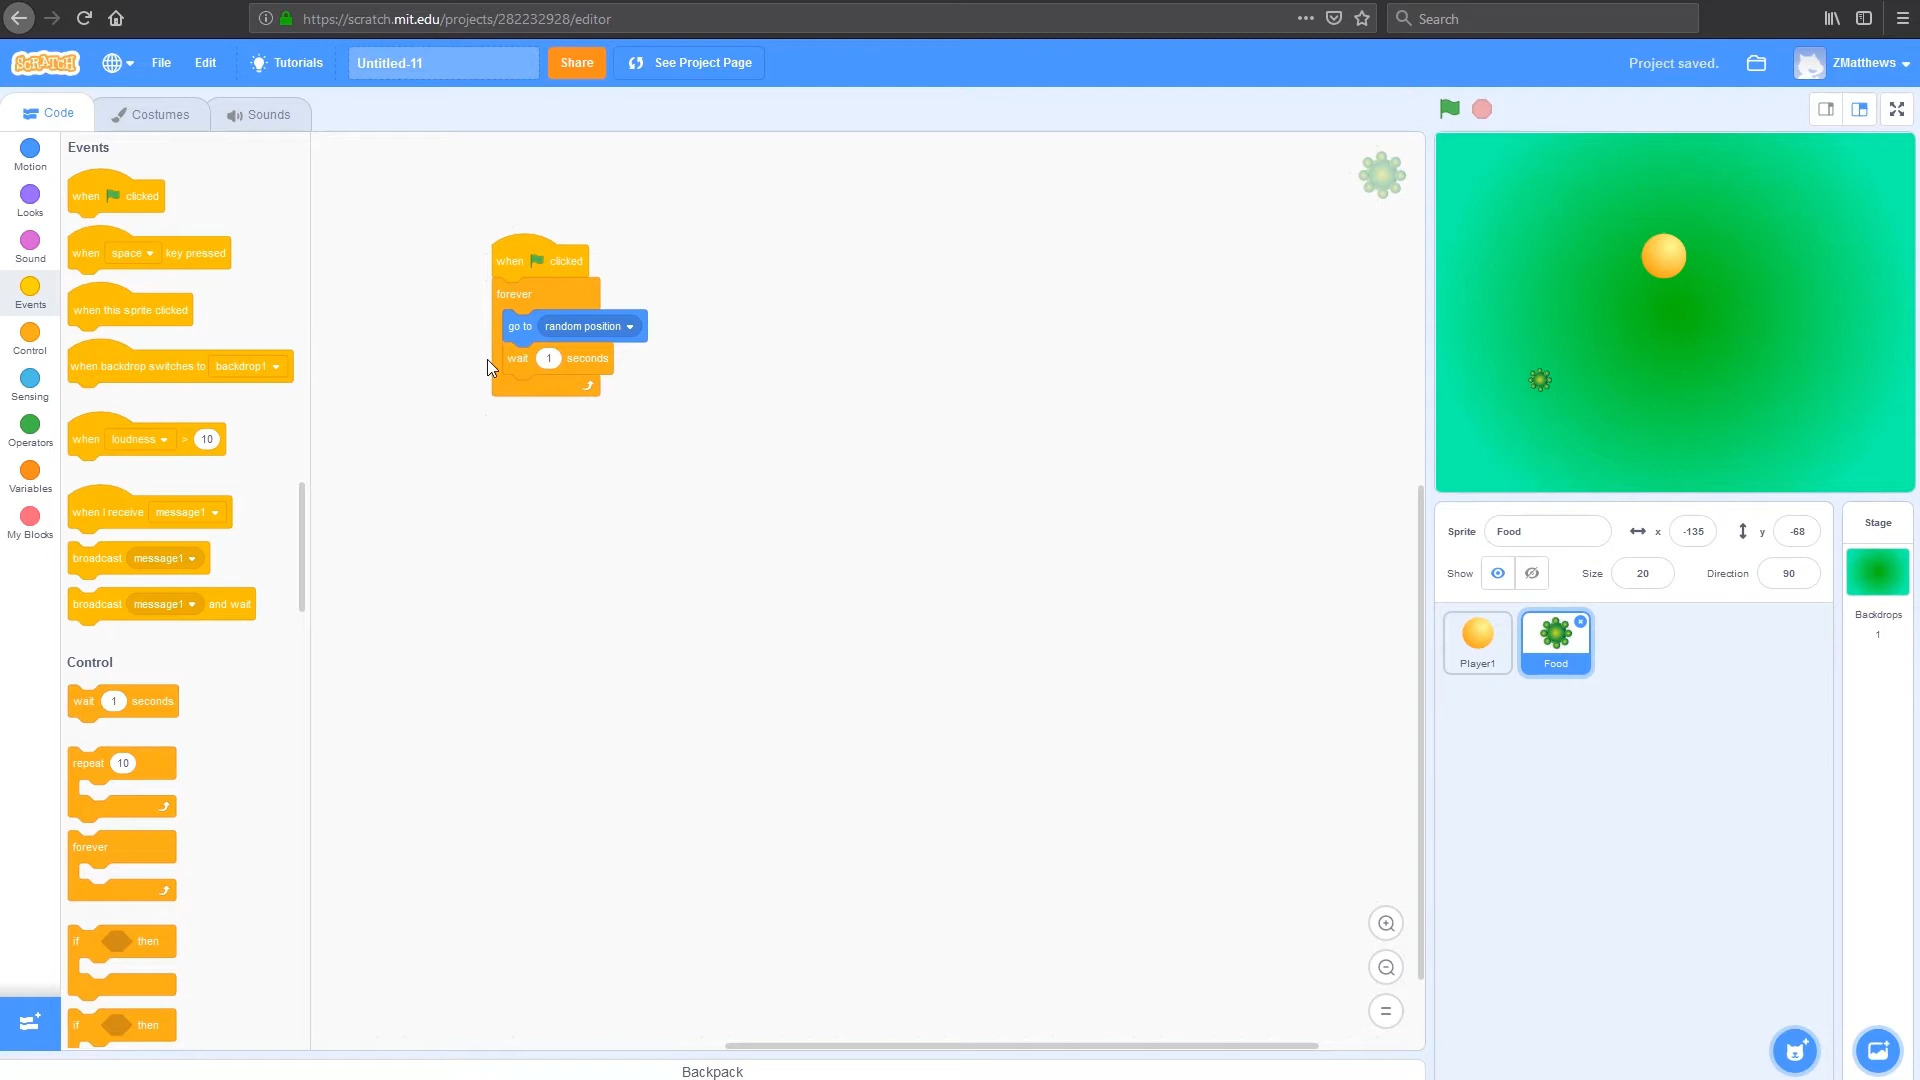 https://scratch.mit.edu/projects/282232928/editor
Search
SCRATCH
File
Edit
Tutorials
Untitled-11
Share
See Project Page
Project saved.
ZMatthews
Code
Costumes
Sounds
Motion
Looks
Sound
Events
Control
Sensing
Operators
Variables
My Blocks
Events
when clicked
when space key pressed
when this sprite clicked
when backdrop switches to backdrop1
when loudness > 10
when I receive message1
broadcast message1
broadcast message1 and wait
Control
wait 1 seconds
repeat 10
forever
if then
if then
when clicked
forever
go to random position
wait 1 seconds
Sprite Food x -135 y -68
Show Size 20 Direction 90
Player1
Food
Stage
Backdrops
1
Backpack